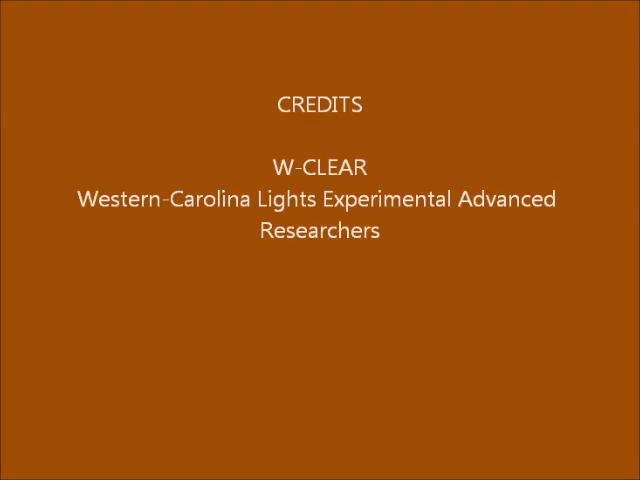 CREDITS
W-CLEAR
Western-Carolina Lights Experimental Advanced
Researchers